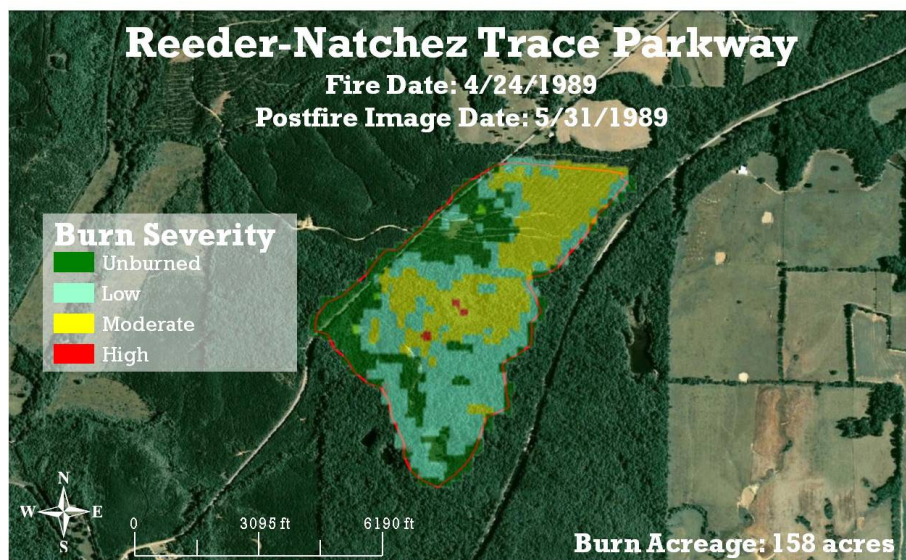 Reeder-Natchez Trace Parkway
Fire Date: 4/24/1989
Postfire Image Date: 5/31/1989
Burn Severity
Unburned
Low
Moderate
High
N
W E
S
0 3095 ft 6190 ft
Burn Acreage: 158 acres